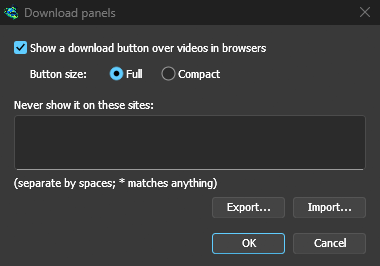 Download panels
Show a download button over videos in browsers
Button size: Full Compact
Never show it on these sites:
(separate by spaces; * matches anything)
Export... Import...
OK Cancel